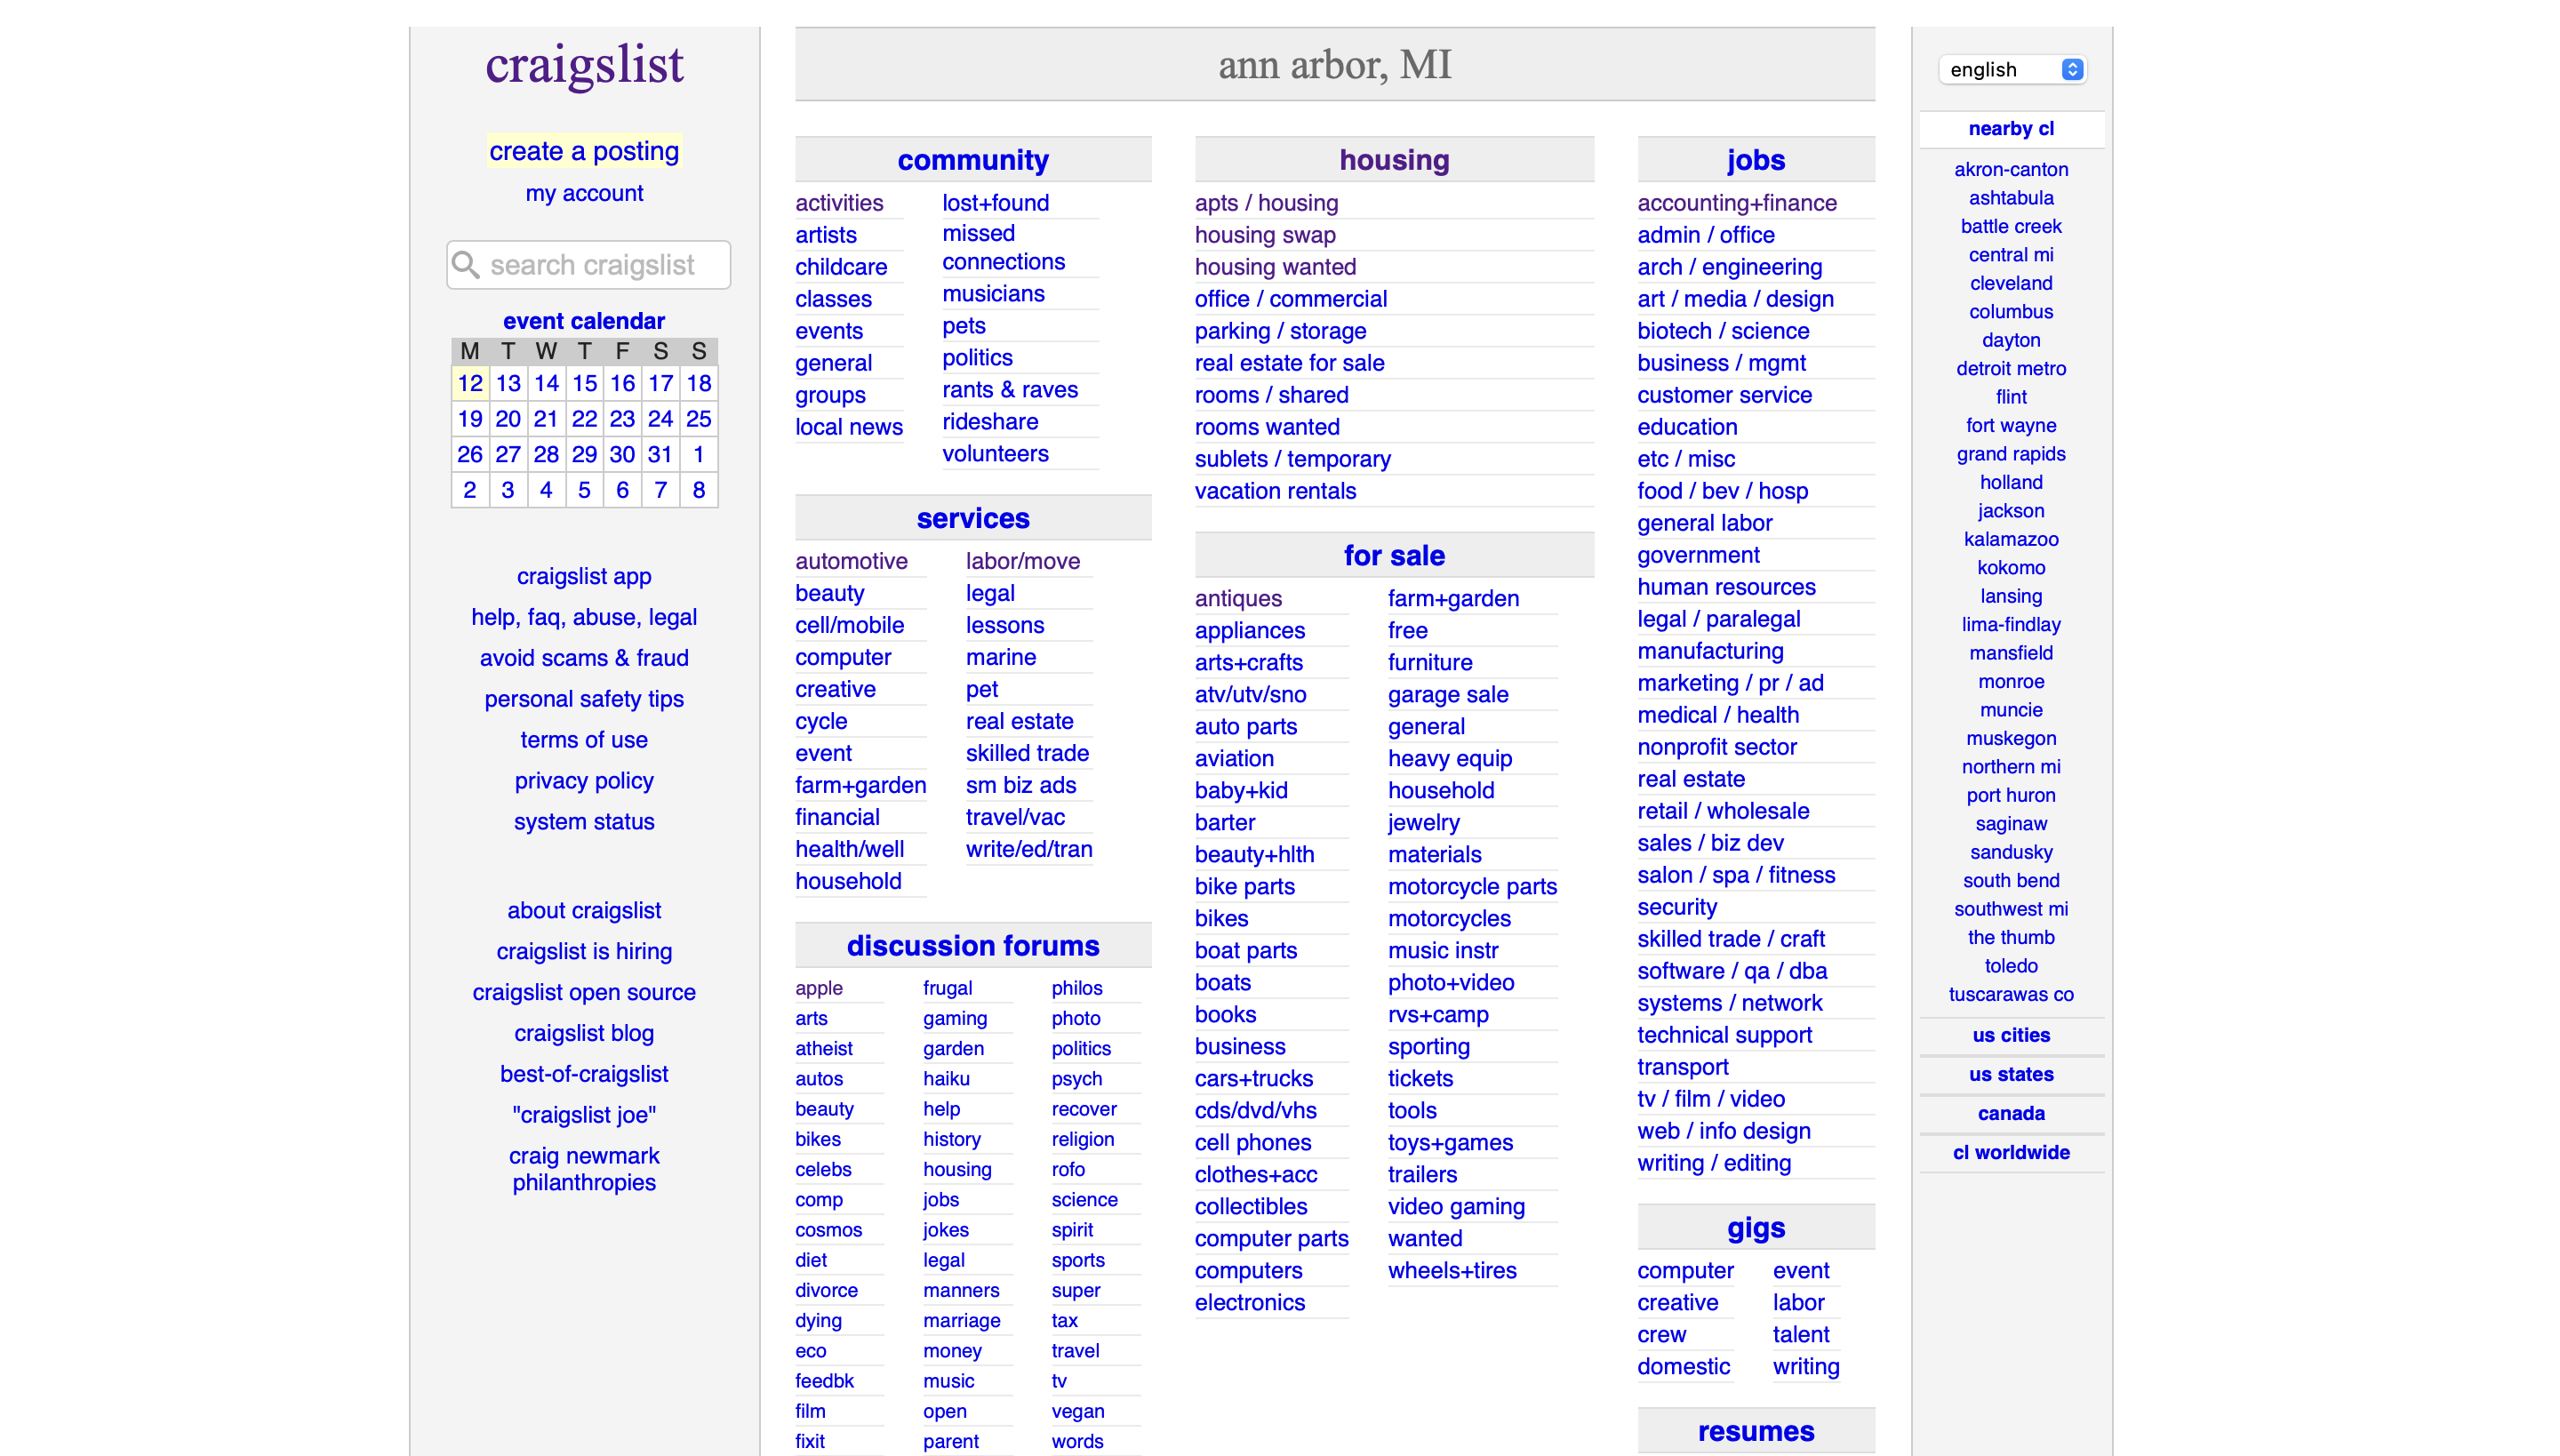 craigslist
create a posting
my account
search craigslist
event calendar
M T W T F S S
12 13 14 15 16 17 18
19 20 21 22 23 24 25
26 27 28 29 30 31 1
2 3 4 5 6 7 8
craigslist app
help, faq, abuse, legal
avoid scams & fraud
personal safety tips
terms of use
privacy policy
system status
about craigslist
craigslist is hiring
craigslist open source
craigslist blog
best-of-craigslist
"craigslist joe"
craig newmark
philanthropies
ann arbor, MI
community
activities
artists
childcare
classes
events
general
groups
local news
lost+found
missed
connections
musicians
pets
politics
rants & raves
rideshare
volunteers
services
automotive
beauty
cell/mobile
computer
creative
cycle
event
farm+garden
financial
health/well
household
labor/move
legal
lessons
marine
pet
real estate
skilled trade
sm biz ads
travel/vac
write/ed/tran
discussion forums
apple
arts
atheist
autos
beauty
bikes
celebs
comp
cosmos
diet
divorce
dying
eco
feedbk
film
fixit
frugal
gaming
garden
haiku
help
history
housing
jobs
jokes
legal
manners
marriage
money
music
open
parent
philos
photo
politics
psych
recover
religion
rofo
science
spirit
sports
super
tax
travel
tv
vegan
words
housing
apts / housing
housing swap
housing wanted
office / commercial
parking / storage
real estate for sale
rooms / shared
rooms wanted
sublets / temporary
vacation rentals
for sale
antiques
appliances
arts+crafts
atv/utv/sno
auto parts
aviation
baby+kid
barter
beauty+hlth
bike parts
bikes
boat parts
boats
books
business
cars+trucks
cds/dvd/vhs
cell phones
clothes+acc
collectibles
computer parts
computers
electronics
farm+garden
free
furniture
garage sale
general
heavy equip
household
jewelry
materials
motorcycle parts
motorcycles
music instr
photo+video
rvs+camp
sporting
tickets
tools
toys+games
trailers
video gaming
wanted
wheels+tires
jobs
accounting+finance
admin / office
arch / engineering
art / media / design
biotech / science
business / mgmt
customer service
education
etc / misc
food / bev / hosp
general labor
government
human resources
legal / paralegal
manufacturing
marketing / pr / ad
medical / health
nonprofit sector
real estate
retail / wholesale
sales / biz dev
salon / spa / fitness
security
skilled trade / craft
software / qa / dba
systems / network
technical support
transport
tv / film / video
web / info design
writing / editing
gigs
computer
creative
crew
domestic
event
labor
talent
writing
resumes
english
nearby cl
akron-canton
ashtabula
battle creek
central mi
cleveland
columbus
dayton
detroit metro
flint
fort wayne
grand rapids
holland
jackson
kalamazoo
kokomo
lansing
lima-findlay
mansfield
monroe
muncie
muskegon
northern mi
port huron
saginaw
sandusky
south bend
southwest mi
the thumb
toledo
tuscarawas co
us cities
us states
canada
cl worldwide